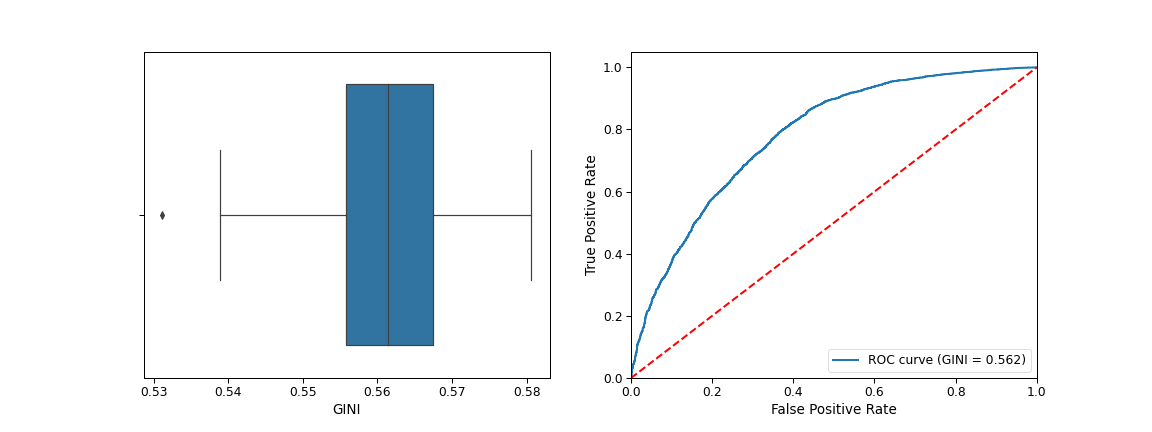 0.53 0.54 0.55 0.56 0.57 0.58
GINI
1.0
0.8
0.6
0.4
0.2
0.0
True Positive Rate
ROC curve (GINI = 0.562)
0.0 0.2 0.4 0.6 0.8 1.0
False Positive Rate